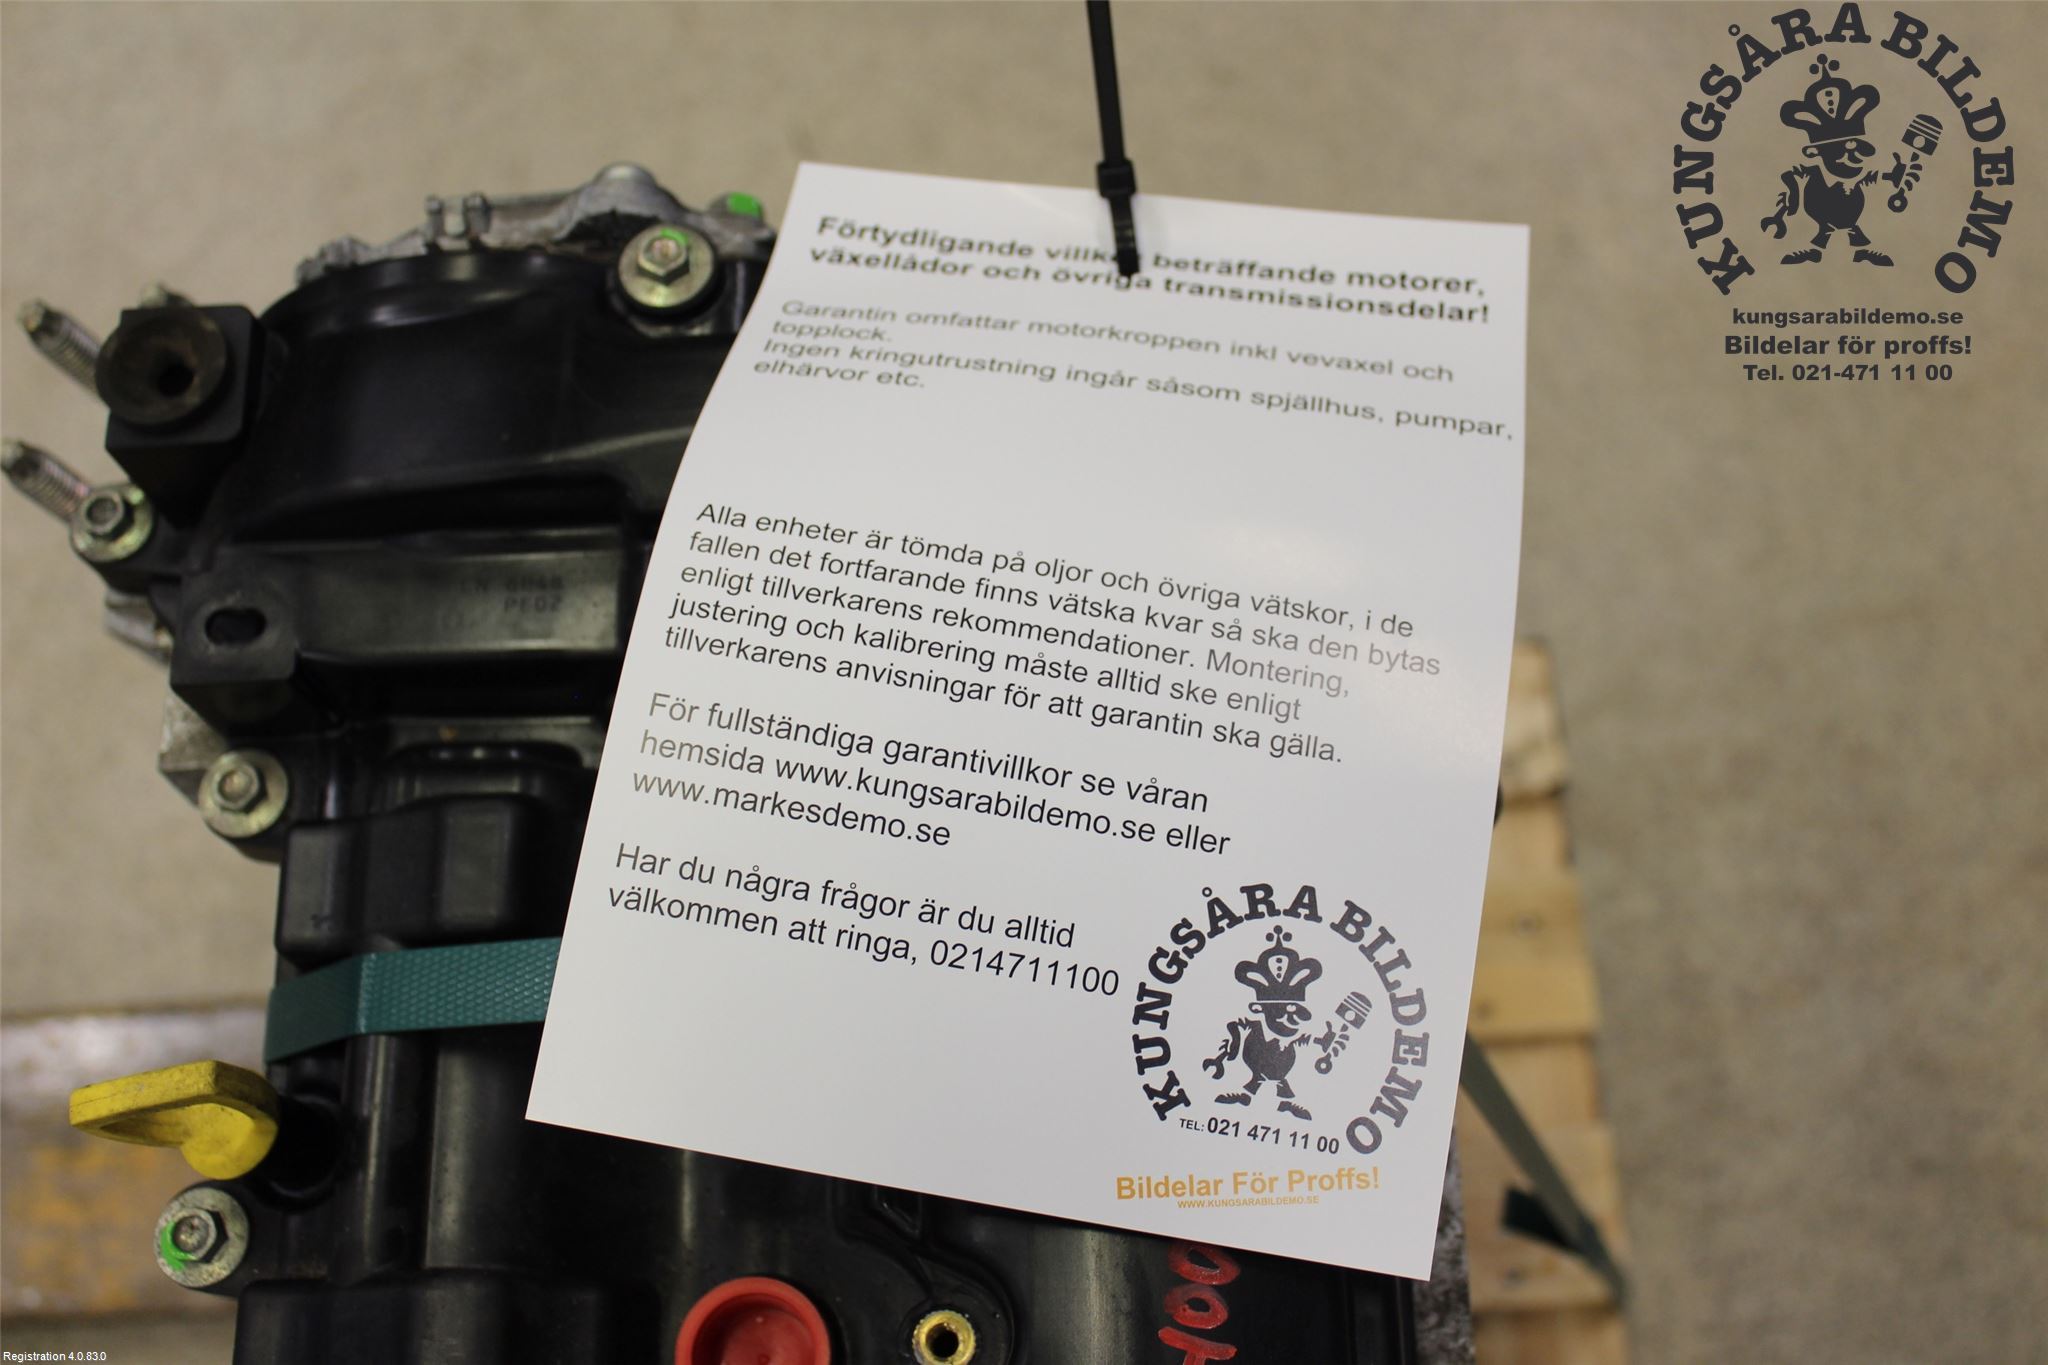 KUNGSÅRA BILDEMO
kungsarabildemo.se
Bildelar för proffs!
Tel. 021-471 11 00
Förtydligande beträffande motorer,
växellådor och övriga transmissionsdelar!
Garantin omfattar motorkroppen inkl vevaxel och
topplock.
Ingen kringutrustning ingår såsom spjällhus, pumpar,
elhärvor etc.
Alla enheter är tömda på oljor och övriga vätskor, i de
fallen det fortfarande finns vätska kvar så ska den bytas
enligt tillverkarens rekommendationer. Montering,
justering och kalibrering måste alltid ske enligt
tillverkarens anvisningar för att garantin ska gälla.
För fullständiga garantivillkor se våran
hemsida www.kungsarabildemo.se eller
www.markesdemo.se
Har du några frågor är du alltid
välkommen att ringa, 0214711100
KUNGSÅRA BILDEMO
TEL: 021 471 11 00
Bildelar För Proffs!
WWW.KUNGSARABILDEMO.SE
PE02
Registration 4.0.83.0